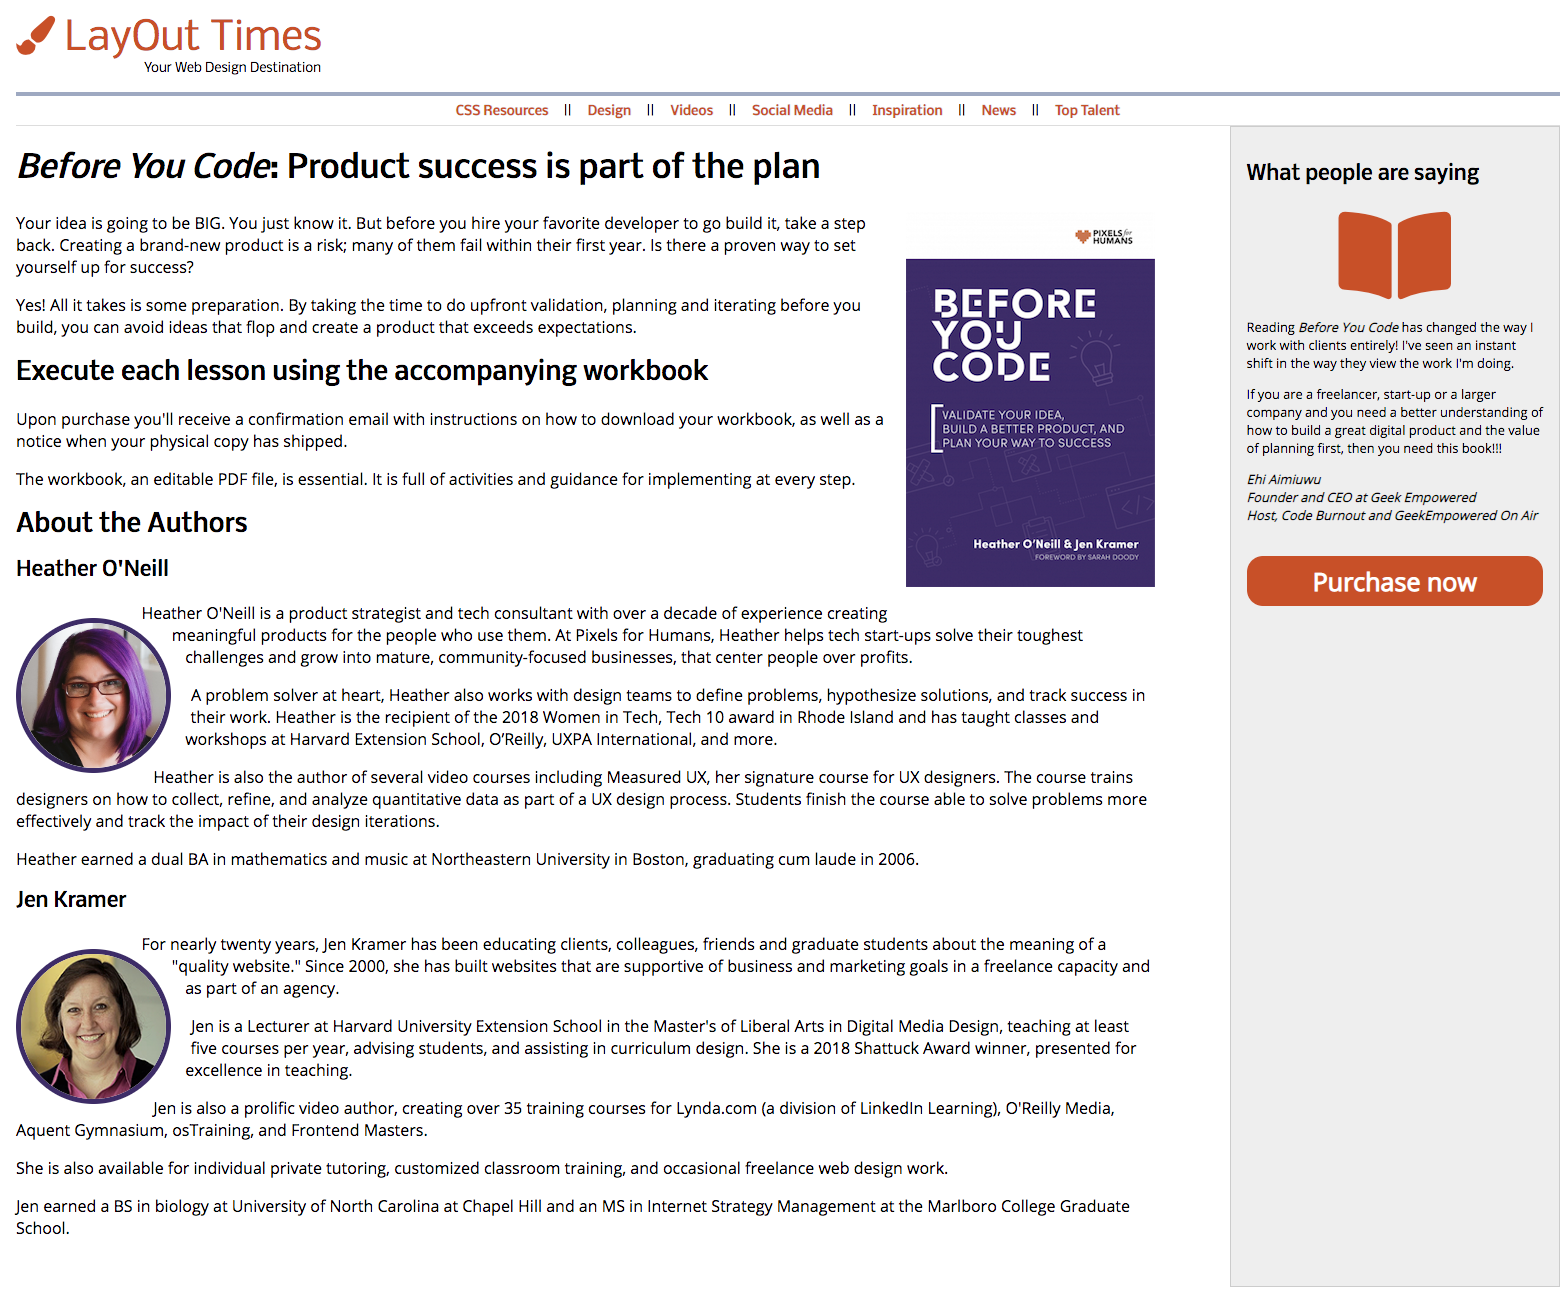 LayOut Times
Your Web Design Destination
CSS Resources || Design || Videos || Social Media || Inspiration || News || Top Talent
Before You Code: Product success is part of the plan
Your idea is going to be BIG. You just know it. But before you hire your favorite developer to go build it, take a step
back. Creating a brand-new product is a risk; many of them fail within their first year. Is there a proven way to set
yourself up for success?
Yes! All it takes is some preparation. By taking the time to do upfront validation, planning and iterating before you
build, you can avoid ideas that flop and create a product that exceeds expectations.
Execute each lesson using the accompanying workbook
Upon purchase you'll receive a confirmation email with instructions on how to download your workbook, as well as a
notice when your physical copy has shipped.
The workbook, an editable PDF file, is essential. It is full of activities and guidance for implementing at every step.
PIXELS for
HUMANS
BEFORE
YOU
CODE
VALIDATE YOUR IDEA,
BUILD A BETTER PRODUCT, AND
PLAN YOUR WAY TO SUCCESS
Heather O'Neill & Jen Kramer
FOREWORD BY SARAH DOODY
About the Authors
Heather O'Neill
Heather O'Neill is a product strategist and tech consultant with over a decade of experience creating
meaningful products for the people who use them. At Pixels for Humans, Heather helps tech start-ups solve their toughest
challenges and grow into mature, community-focused businesses, that center people over profits.
A problem solver at heart, Heather also works with design teams to define problems, hypothesize solutions, and track success in
their work. Heather is the recipient of the 2018 Women in Tech, Tech 10 award in Rhode Island and has taught classes and
workshops at Harvard Extension School, O’Reilly, UXPA International, and more.
Heather is also the author of several video courses including Measured UX, her signature course for UX designers. The course trains
designers on how to collect, refine, and analyze quantitative data as part of a UX design process. Students finish the course able to solve problems more
effectively and track the impact of their design iterations.
Heather earned a dual BA in mathematics and music at Northeastern University in Boston, graduating cum laude in 2006.
Jen Kramer
For nearly twenty years, Jen Kramer has been educating clients, colleagues, friends and graduate students about the meaning of a
"quality website." Since 2000, she has built websites that are supportive of business and marketing goals in a freelance capacity and
as part of an agency.
Jen is a Lecturer at Harvard University Extension School in the Master's of Liberal Arts in Digital Media Design, teaching at least
five courses per year, advising students, and assisting in curriculum design. She is a 2018 Shattuck Award winner, presented for
excellence in teaching.
Jen is also a prolific video author, creating over 35 training courses for Lynda.com (a division of LinkedIn Learning), O'Reilly Media,
Aquent Gymnasium, osTraining, and Frontend Masters.
She is also available for individual private tutoring, customized classroom training, and occasional freelance web design work.
Jen earned a BS in biology at University of North Carolina at Chapel Hill and an MS in Internet Strategy Management at the Marlboro College Graduate
School.
What people are saying
Reading Before You Code has changed the way I
work with clients entirely! I've seen an instant
shift in the way they view the work I'm doing.
If you are a freelancer, start-up or a larger
company and you need a better understanding of
how to build a great digital product and the value
of planning first, then you need this book!!!
Ehi Aimiuwu
Founder and CEO at Geek Empowered
Host, Code Burnout and GeekEmpowered On Air
Purchase now